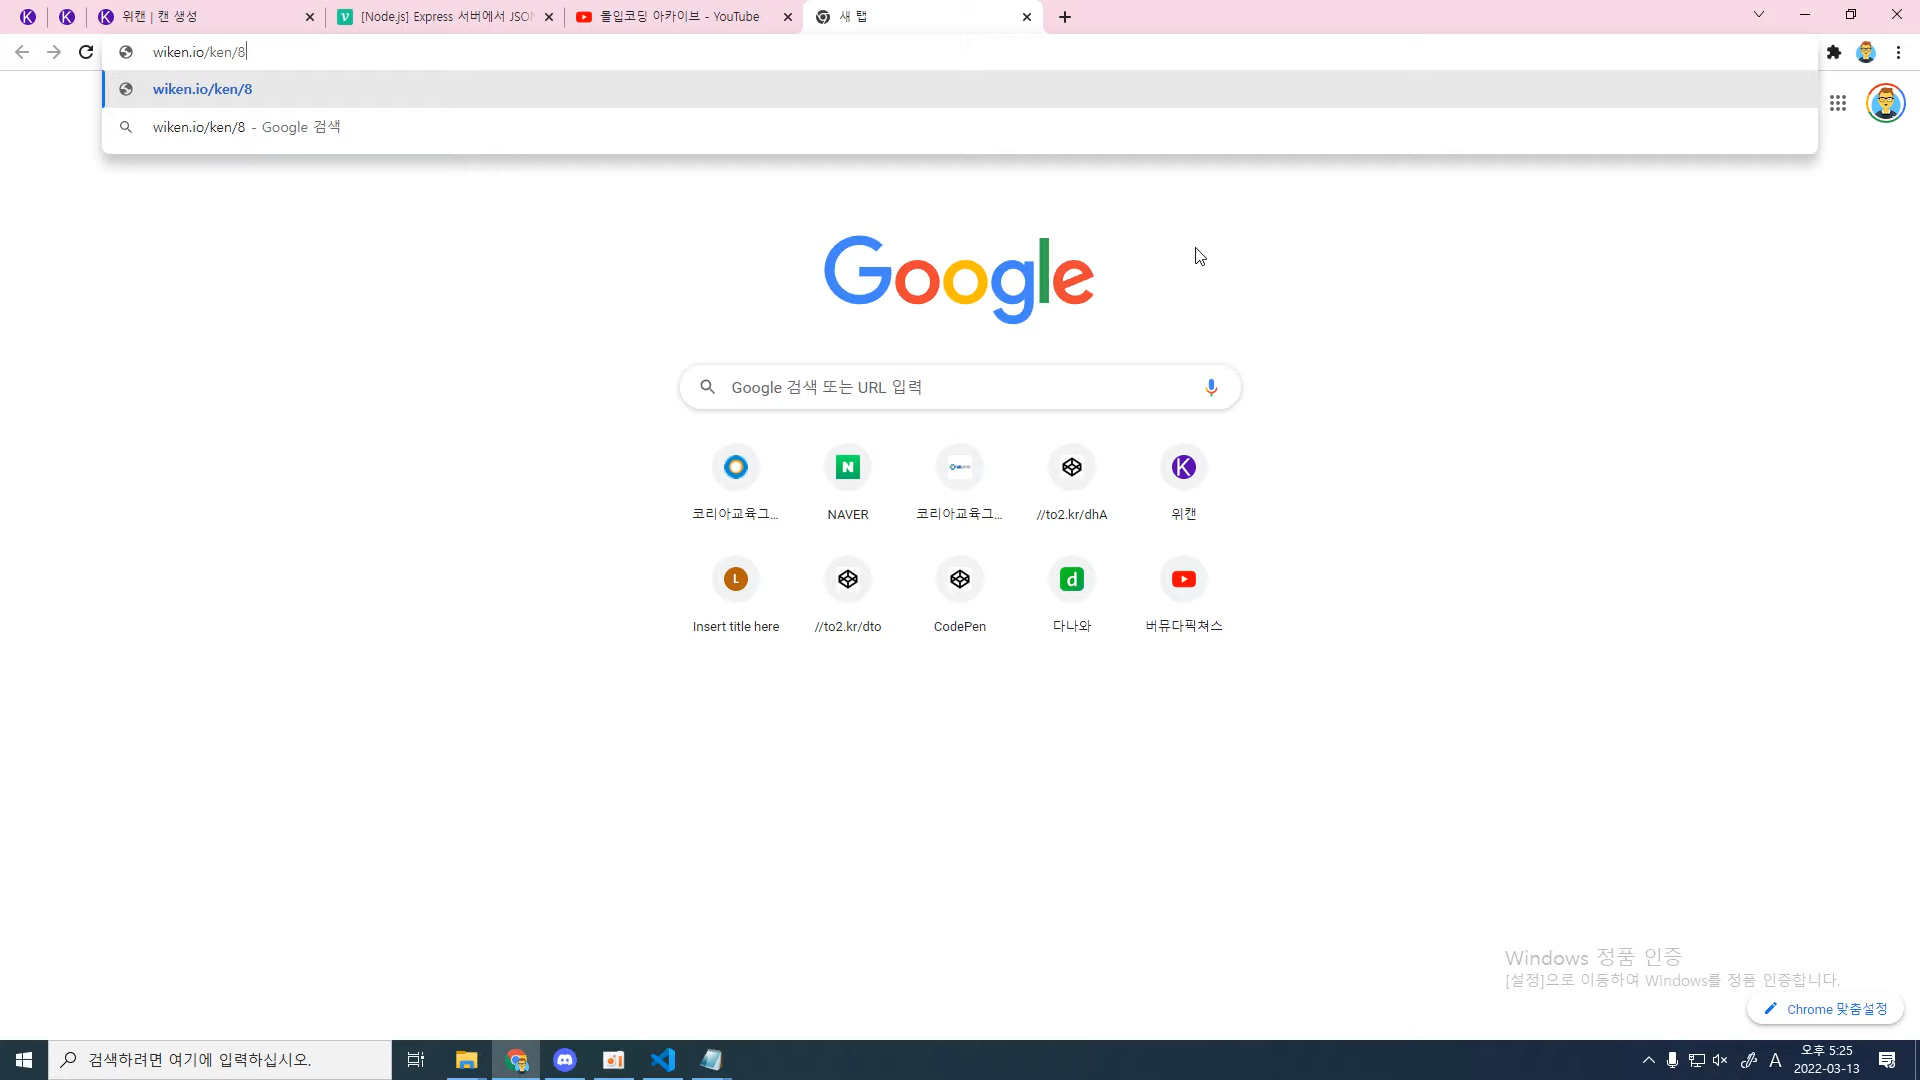 위캔 | 캔 생성
[Node.js] Express 서버에서 JSON
몰입코딩 아카이브 - YouTube
새 탭
wiken.io/ken/8
wiken.io/ken/8
wiken.io/ken/8 - Google 검색
Google
Google 검색 또는 URL 입력
코리아교육그...
NAVER
코리아교육그...
//to2.kr/dhA
위캔
Insert title here
//to2.kr/dto
CodePen
다나와
버뮤다픽쳐스
Windows 정품 인증
[설정]으로 이동하여 Windows를 정품 인증합니다.
Chrome 맞춤설정
검색하려면 여기에 입력하십시오.
A
오후 5:25
2022-03-13